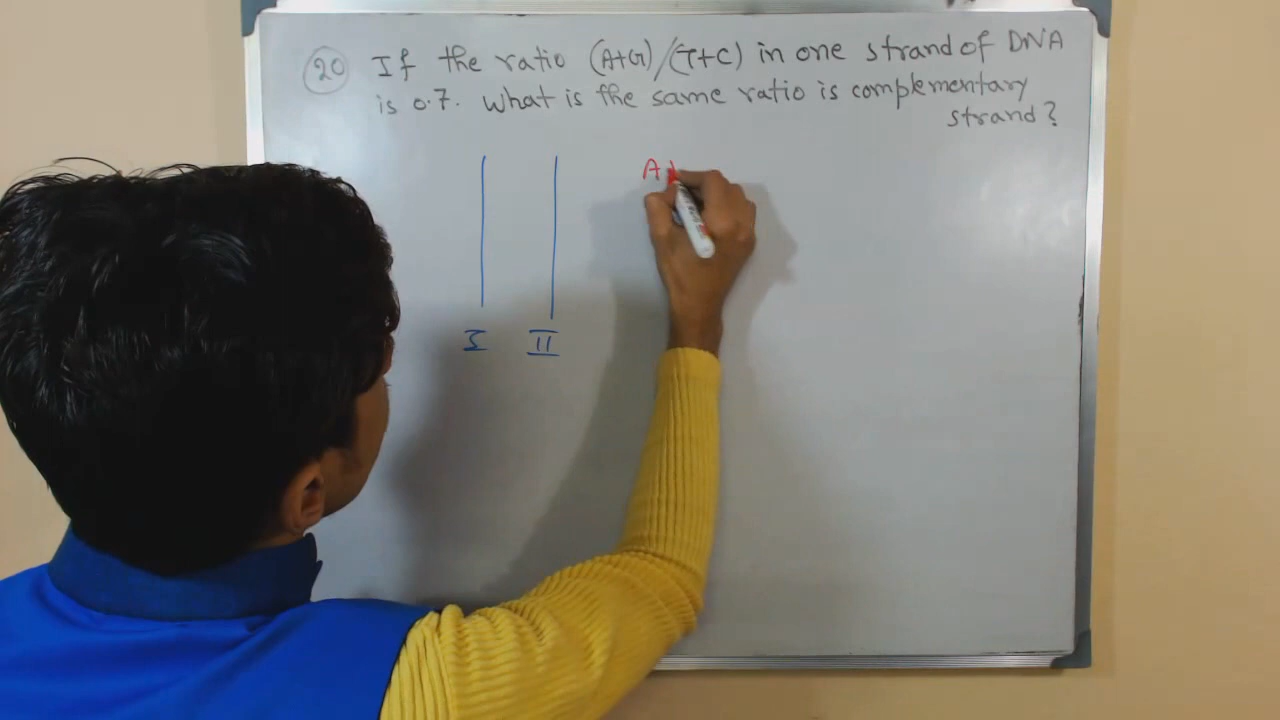 20 If the ratio (A+G)/(T+C) in one strand of DNA
is 0.7. What is the same ratio is complementary
strand?
A
I II